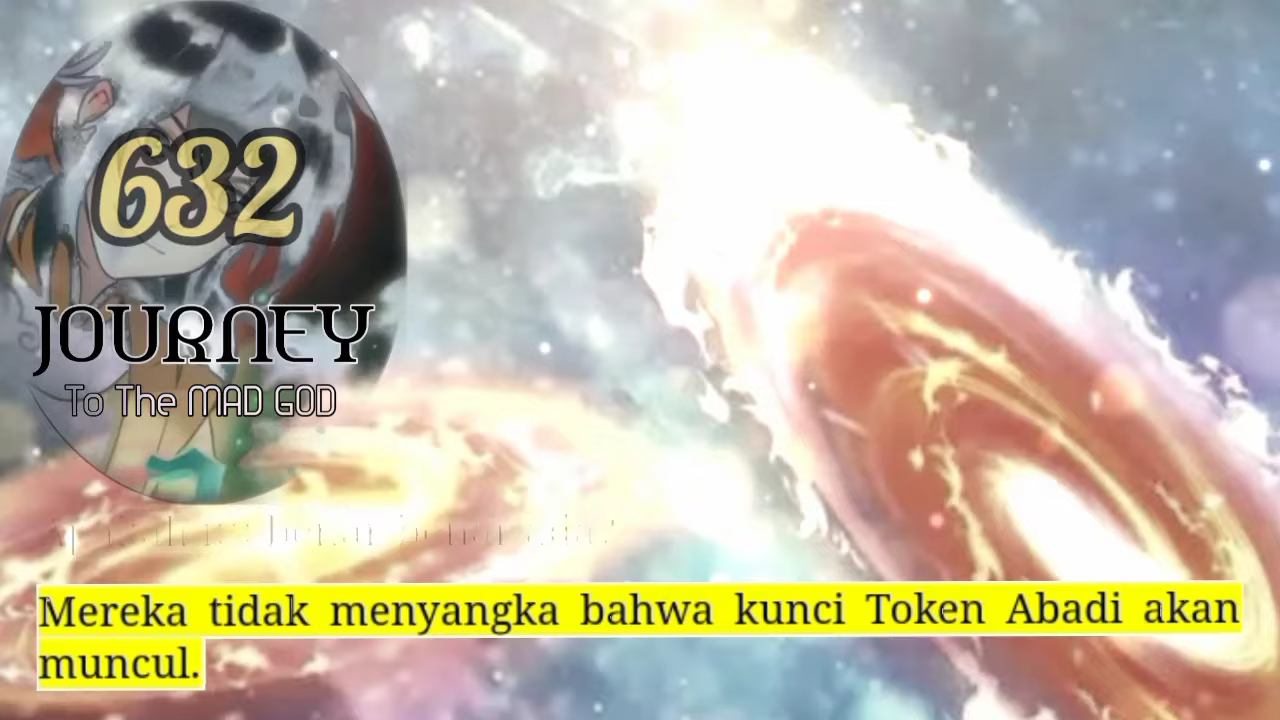 632
JOURNEY
To The MAD GOD
Mereka tidak menyangka bahwa kunci Token Abadi akan
muncul.